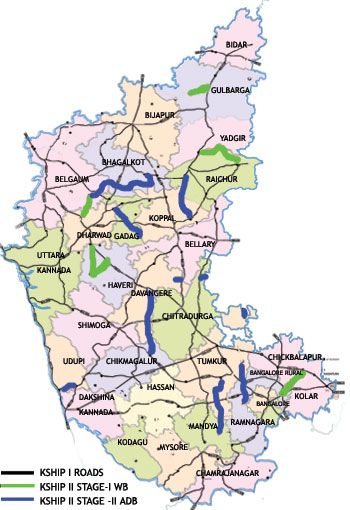 BIDAR
GULBARGA
BIJAPUR
YADGIR
BHAGALKOT
RAICHUR
BELGAUM
KOPPAL
DHARWAD
GADAG
BELLARY
UTTARA
KANNADA
HAVERI
DAVANGERE
CHITRADURGA
SHIMOGA
CHICKBALAPUR
UDUPI
CHIKMAGALUR
TUMKUR
BANGALORE RURAL
HASSAN
KOLAR
DAKSHINA
KANNADA
BANGALORE
MANDYA
RAMNAGARA
KODAGU
MYSORE
CHAMRAJANAGAR
KSHIP I ROADS
KSHIP II STAGE-I WB
KSHIP II STAGE -II ADB